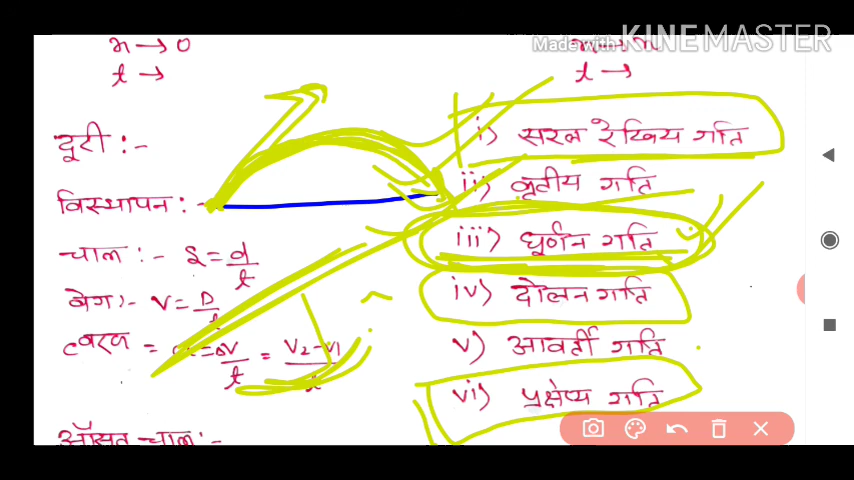 x → 0
t →
t →
दूरी :-
विस्थापन :-
चाल :- S = d/t
बेग :- V = D/t
त्वरण = = ΔV/t = V2-V1
औसत चाल :-
Made with KINEMASTER
i) सरल रेखिय गति
ii) वृतीय गति
iii) घूर्णन गति
iv) दोलन गति
v) आवर्ती गति
vi) प्रक्षेप्य गति